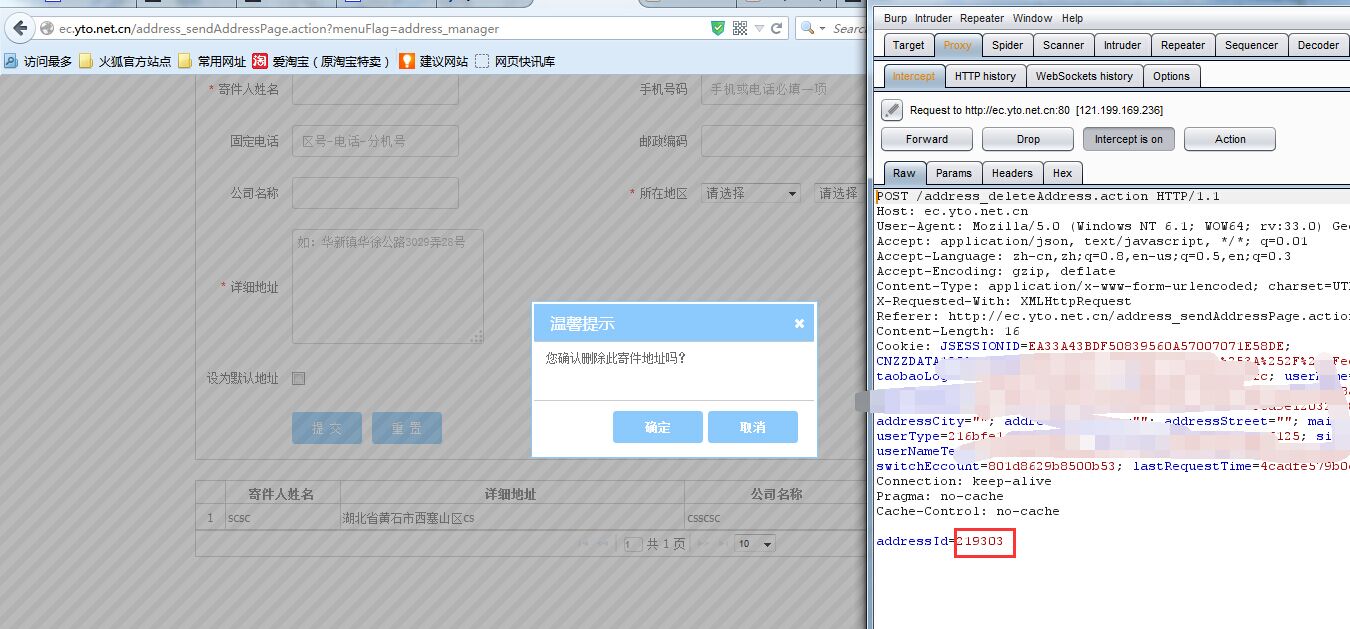 ec.yto.net.cn/address_sendAddressPage.action?menuFlag=address_manager
Search
访问最多 火狐官方站点 常用网址 爱淘宝（原淘宝特卖） 建议网站 网页快讯库
* 寄件人姓名 手机号码 手机或电话必填一项
固定电话 区号-电话-分机号 邮政编码
公司名称 * 所在地区 请选择 请选择
如：华新镇华徐公路3029弄28号
* 详细地址
设为默认地址
提 交 重 置
温馨提示
您确认删除此寄件地址吗?
确定 取消
寄件人姓名 详细地址 公司名称
1 scsc 湖北省黄石市西塞山区cs csscsc
1 共 1 页 10
Burp Intruder Repeater Window Help
Target Proxy Spider Scanner Intruder Repeater Sequencer Decoder
Intercept HTTP history WebSockets history Options
Request to http://ec.yto.net.cn:80 [121.199.169.236]
Forward Drop Intercept is on Action
Raw Params Headers Hex
POST /address_deleteAddress.action HTTP/1.1
Host: ec.yto.net.cn
User-Agent: Mozilla/5.0 (Windows NT 6.1; WOW64; rv:33.0) Gec
Accept: application/json, text/javascript, */*; q=0.01
Accept-Language: zh-cn,zh;q=0.8,en-us;q=0.5,en;q=0.3
Accept-Encoding: gzip, deflate
Content-Type: application/x-www-form-urlencoded; charset=UT
X-Requested-With: XMLHttpRequest
Referer: http://ec.yto.net.cn/address_sendAddressPage.action
Content-Length: 16
Cookie: JSESSIONID=EA33A43BDF50839560A57007071E58DE;
CNZZDATA
taobaoLog
addressCity=""; addre ""; addressStreet=""; mai
userType=216bfe1 125; si
userNameTe
switchEccount=801d8629b8500b53; lastRequestTime=4cadfe579b0
Connection: keep-alive
Pragma: no-cache
Cache-Control: no-cache
addressId=219303